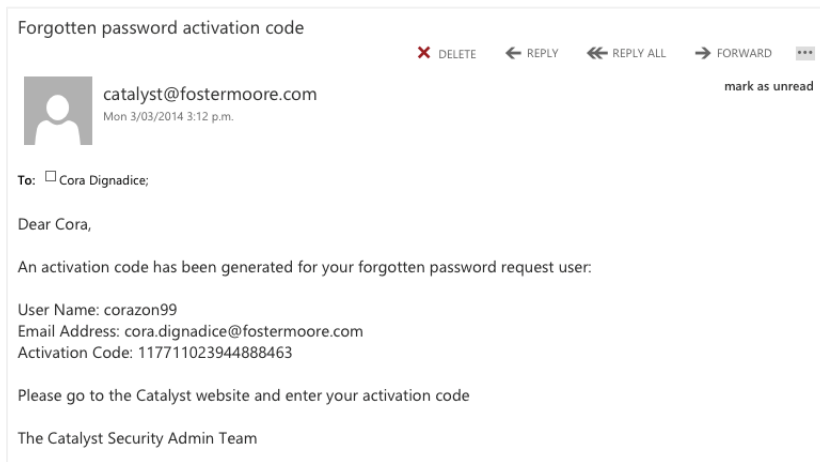 Forgotten password activation code
DELETE REPLY REPLY ALL FORWARD ...
catalyst@fostermoore.com mark as unread
Mon 3/03/2014 3:12 p.m.
To: Cora Dignadice;
Dear Cora,
An activation code has been generated for your forgotten password request user:
User Name: corazon99
Email Address: cora.dignadice@fostermoore.com
Activation Code: 117711023944888463
Please go to the Catalyst website and enter your activation code
The Catalyst Security Admin Team